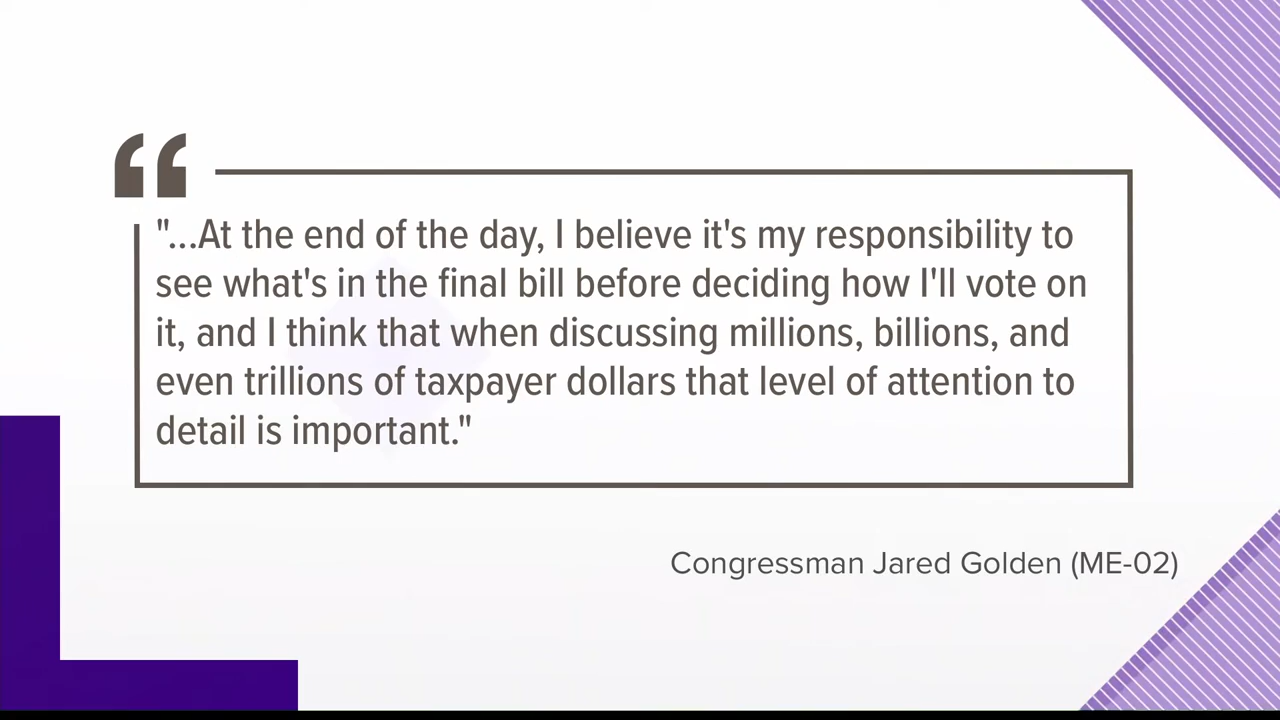 "...At the end of the day, I believe it's my responsibility to
see what's in the final bill before deciding how I'll vote on
it, and I think that when discussing millions, billions, and
even trillions of taxpayer dollars that level of attention to
detail is important."
Congressman Jared Golden (ME-02)